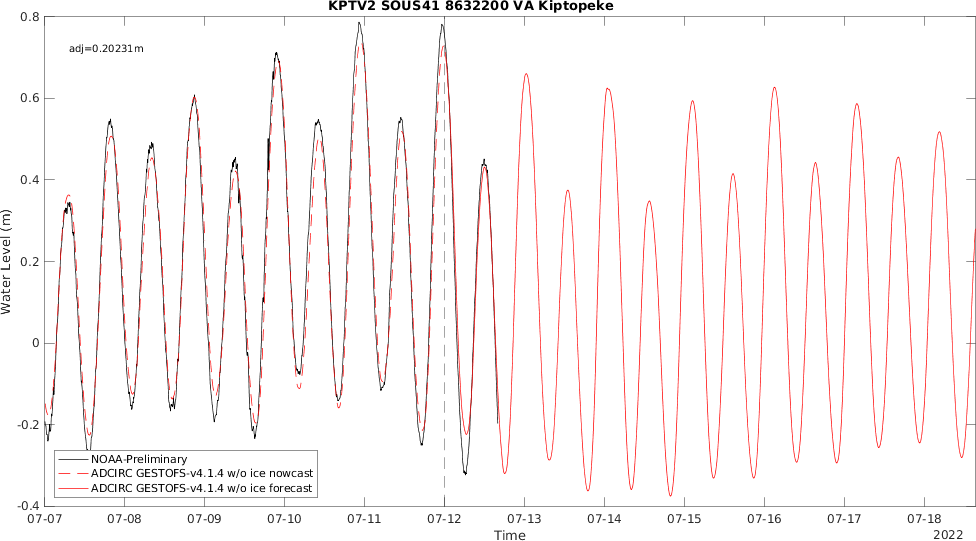 KPTV2 SOUS41 8632200 VA Kiptopeke
adj=0.20231m
0.8
0.6
0.4
0.2
0
-0.2
-0.4
Water Level (m)
NOAA-Preliminary
ADCIRC GESTOFS-v4.1.4 w/o ice nowcast
ADCIRC GESTOFS-v4.1.4 w/o ice forecast
07-07 07-08 07-09 07-10 07-11 07-12 07-13 07-14 07-15 07-16 07-17 07-18
Time
2022